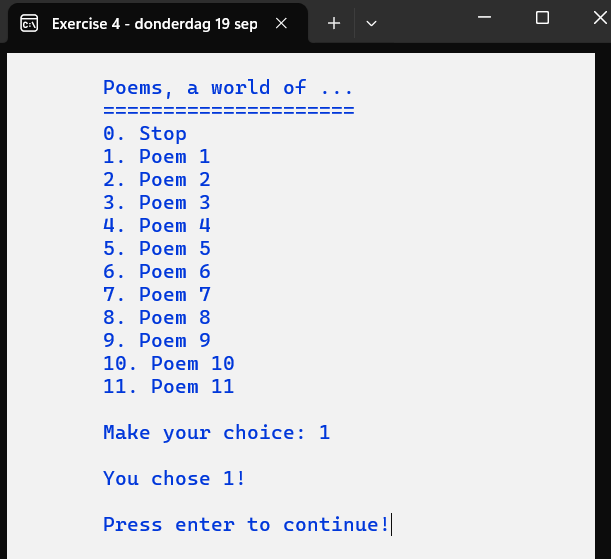 Exercise 4 - donderdag 19 sep
Poems, a world of ...
=====================
0. Stop
1. Poem 1
2. Poem 2
3. Poem 3
4. Poem 4
5. Poem 5
6. Poem 6
7. Poem 7
8. Poem 8
9. Poem 9
10. Poem 10
11. Poem 11
Make your choice: 1
You chose 1!
Press enter to continue!